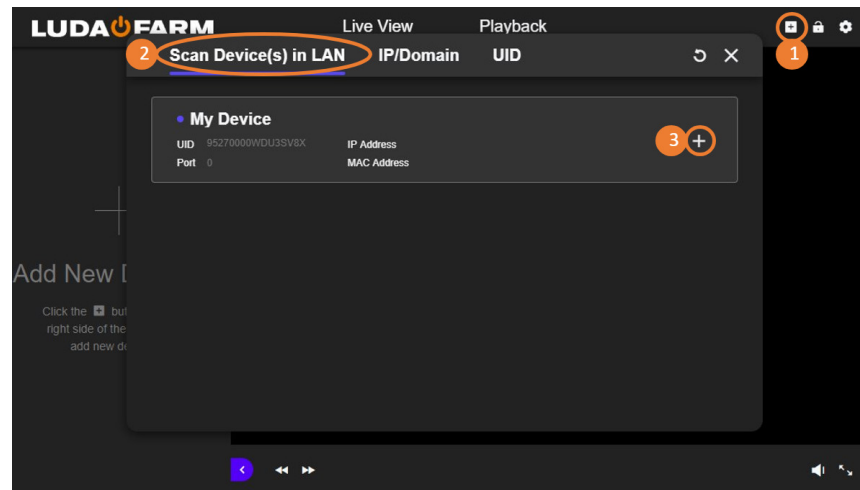 LUDA FARM
Live View
Playback
1
2
Scan Device(s) in LAN
IP/Domain
UID
My Device
UID 95270000WDU3SV8X
IP Address
Port 0
MAC Address
3
Add New D
Click the but
right side of the
add new de